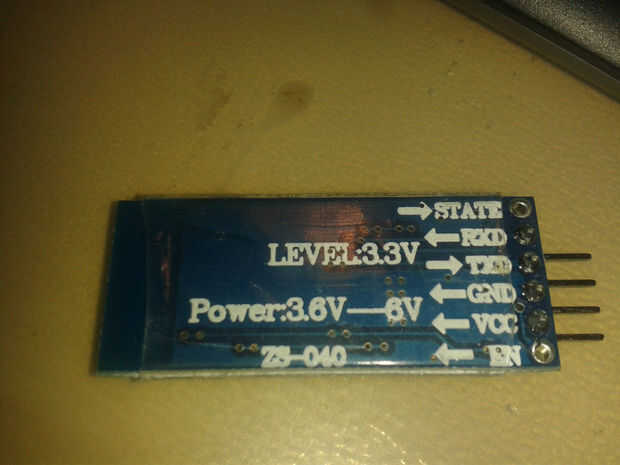 STATE
RXD
LEVEL:3.3V
TXD
GND
Power:3.6V—6V
VCC
ZS-040
EN